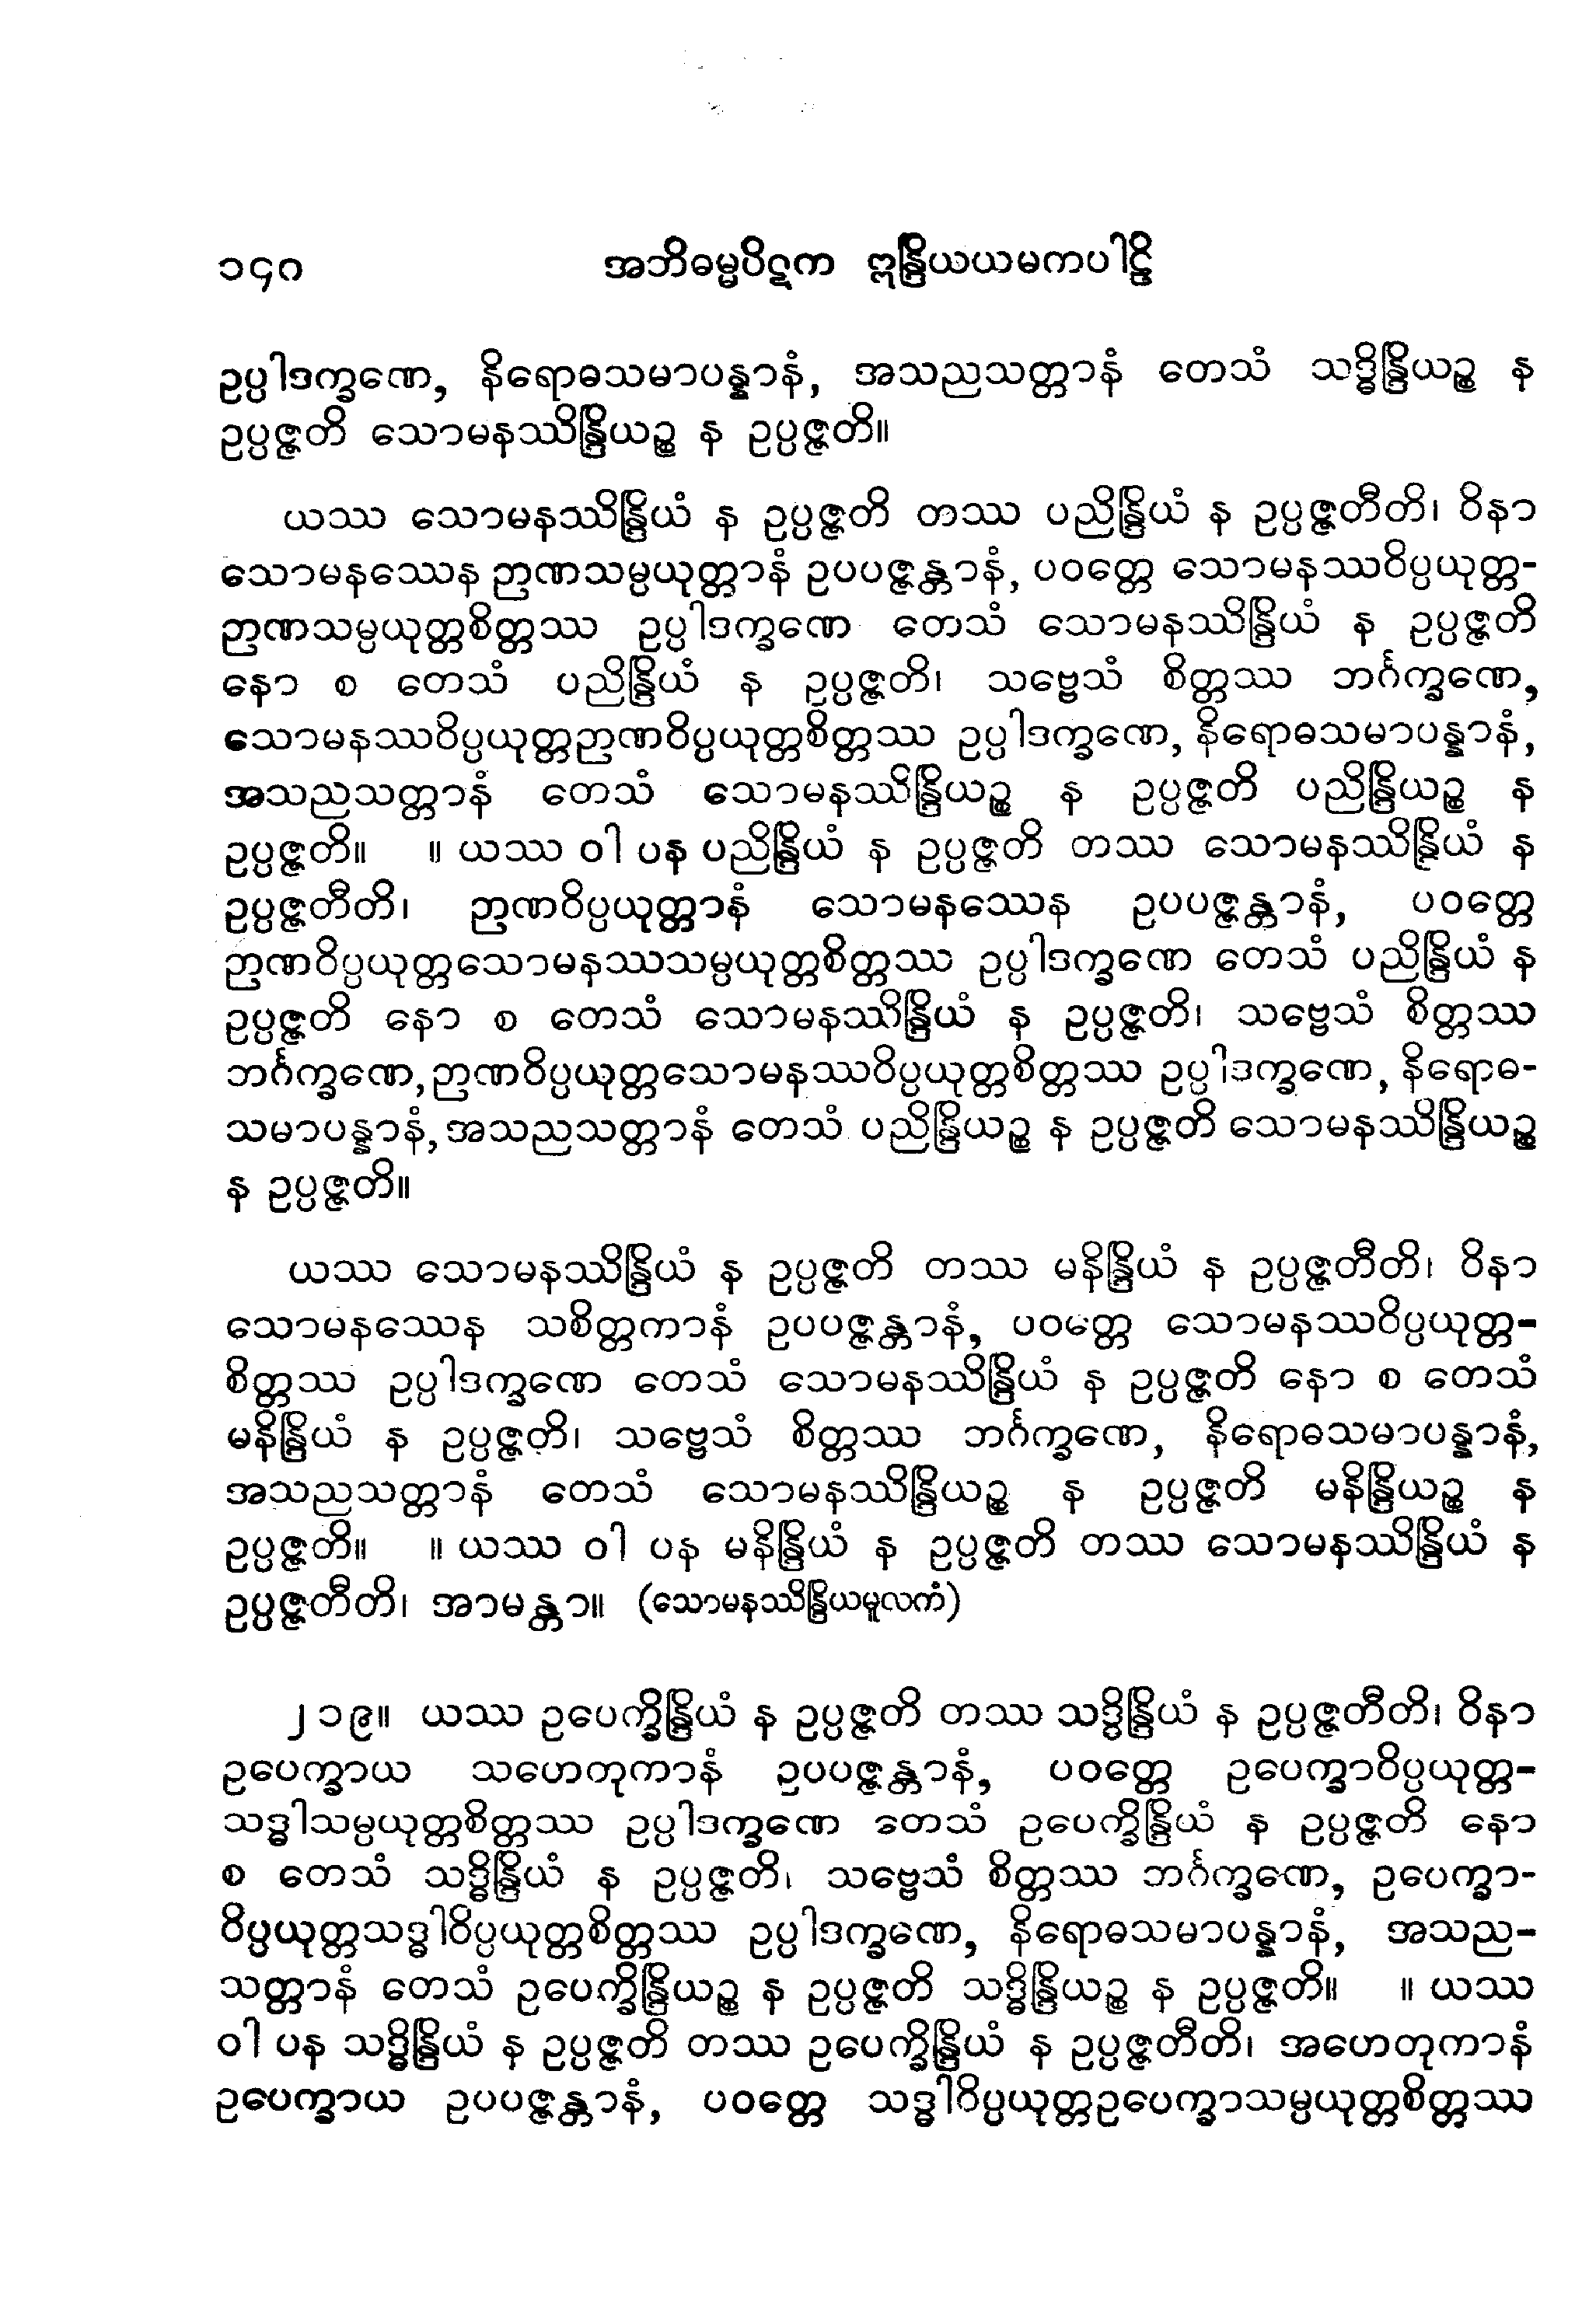 ၁၄၈ အဘိဓမ္မပိဋက ဣန္ဒြိယယမကပါဠိ
ဥပ္ပါဒက္ခဏေ, နိရောဓသမာပန္နာနံ, အသညသတ္တာနံ တေသံ သဒ္ဓိန္ဒြိယဉ္စ န
ဥပ္ပဇ္ဇတိ သောမနဿိန္ဒြိယဉ္စ န ဥပ္ပဇ္ဇတိ။
ယဿ သောမနဿိန္ဒြိယံ န ဥပ္ပဇ္ဇတိ တဿ ပညိန္ဒြိယံ န ဥပ္ပဇ္ဇတီတိ၊ ဝိနာ
သောမနဿေန ဉာဏသမ္ပယုတ္တာနံ ဥပပဇ္ဇန္တာနံ, ပဝတ္တေ သောမနဿဝိပ္ပယုတ္တ-
ဉာဏသမ္ပယုတ္တစိတ္တဿ ဥပ္ပါဒက္ခဏေ တေသံ သောမနဿိန္ဒြိယံ န ဥပ္ပဇ္ဇတိ
နော စ တေသံ ပညိန္ဒြိယံ န ဥပ္ပဇ္ဇတိ၊ သဗ္ဗေသံ စိတ္တဿ ဘင်္ဂက္ခဏေ,
သောမနဿဝိပ္ပယုတ္တဉာဏဝိပ္ပယုတ္တစိတ္တဿ ဥပ္ပါဒက္ခဏေ, နိရောဓသမာပန္နာနံ,
အသညသတ္တာနံ တေသံ သောမနဿိန္ဒြိယဉ္စ န ဥပ္ပဇ္ဇတိ ပညိန္ဒြိယဉ္စ န
ဥပ္ပဇ္ဇတိ။ ။ ယဿ ဝါ ပန ပညိန္ဒြိယံ န ဥပ္ပဇ္ဇတိ တဿ သောမနဿိန္ဒြိယံ န
ဥပ္ပဇ္ဇတီတိ၊ ဉာဏဝိပ္ပယုတ္တာနံ သောမနဿေန ဥပပဇ္ဇန္တာနံ, ပဝတ္တေ
ဉာဏဝိပ္ပယုတ္တသောမနဿသမ္ပယုတ္တစိတ္တဿ ဥပ္ပါဒက္ခဏေ တေသံ ပညိန္ဒြိယံ န
ဥပ္ပဇ္ဇတိ နော စ တေသံ သောမနဿိန္ဒြိယံ န ဥပ္ပဇ္ဇတိ၊ သဗ္ဗေသံ စိတ္တဿ
ဘင်္ဂက္ခဏေ,ဉာဏဝိပ္ပယုတ္တသောမနဿဝိပ္ပယုတ္တစိတ္တဿ ဥပ္ပါဒက္ခဏေ, နိရောဓ-
သမာပန္နာနံ,အသညသတ္တာနံ တေသံ ပညိန္ဒြိယဉ္စ န ဥပ္ပဇ္ဇတိ သောမနဿိန္ဒြိယဉ္စ
န ဥပ္ပဇ္ဇတိ။
ယဿ သောမနဿိန္ဒြိယံ န ဥပ္ပဇ္ဇတိ တဿ မနိန္ဒြိယံ န ဥပ္ပဇ္ဇတီတိ၊ ဝိနာ
သောမနဿေန သစိတ္တကာနံ ဥပပဇ္ဇန္တာနံ, ပဝတ္တေ သောမနဿဝိပ္ပယုတ္တ-
စိတ္တဿ ဥပ္ပါဒက္ခဏေ တေသံ သောမနဿိန္ဒြိယံ န ဥပ္ပဇ္ဇတိ နော စ တေသံ
မနိန္ဒြိယံ န ဥပ္ပဇ္ဇတိ၊ သဗ္ဗေသံ စိတ္တဿ ဘင်္ဂက္ခဏေ, နိရောဓသမာပန္နာနံ,
အသညသတ္တာနံ တေသံ သောမနဿိန္ဒြိယဉ္စ န ဥပ္ပဇ္ဇတိ မနိန္ဒြိယဉ္စ န
ဥပ္ပဇ္ဇတိ။ ။ ယဿ ဝါ ပန မနိန္ဒြိယံ န ဥပ္ပဇ္ဇတိ တဿ သောမနဿိန္ဒြိယံ န
ဥပ္ပဇ္ဇတီတိ၊ အာမန္တာ။ (သောမနဿိန္ဒြိယမူလကံ)
၂၁၉။ ယဿ ဥပေက္ခိန္ဒြိယံ န ဥပ္ပဇ္ဇတိ တဿ သဒ္ဓိန္ဒြိယံ န ဥပ္ပဇ္ဇတီတိ၊ ဝိနာ
ဥပေက္ခာယ သဟေတုကာနံ ဥပပဇ္ဇန္တာနံ, ပဝတ္တေ ဥပေက္ခာဝိပ္ပယုတ္တ-
သဒ္ဓါသမ္ပယုတ္တစိတ္တဿ ဥပ္ပါဒက္ခဏေ တေသံ ဥပေက္ခိန္ဒြိယံ န ဥပ္ပဇ္ဇတိ နော
စ တေသံ သဒ္ဓိန္ဒြိယံ န ဥပ္ပဇ္ဇတိ၊ သဗ္ဗေသံ စိတ္တဿ ဘင်္ဂက္ခဏေ, ဥပေက္ခာ-
ဝိပ္ပယုတ္တသဒ္ဓါဝိပ္ပယုတ္တစိတ္တဿ ဥပ္ပါဒက္ခဏေ, နိရောဓသမာပန္နာနံ, အသည-
သတ္တာနံ တေသံ ဥပေက္ခိန္ဒြိယဉ္စ န ဥပ္ပဇ္ဇတိ သဒ္ဓိန္ဒြိယဉ္စ န ဥပ္ပဇ္ဇတိ။ ။ ယဿ
ဝါ ပန သဒ္ဓိန္ဒြိယံ န ဥပ္ပဇ္ဇတိ တဿ ဥပေက္ခိန္ဒြိယံ န ဥပ္ပဇ္ဇတီတိ၊ အဟေတုကာနံ
ဥပေက္ခာယ ဥပပဇ္ဇန္တာနံ, ပဝတ္တေ သဒ္ဓါဝိပ္ပယုတ္တဥပေက္ခာသမ္ပယုတ္တစိတ္တဿ